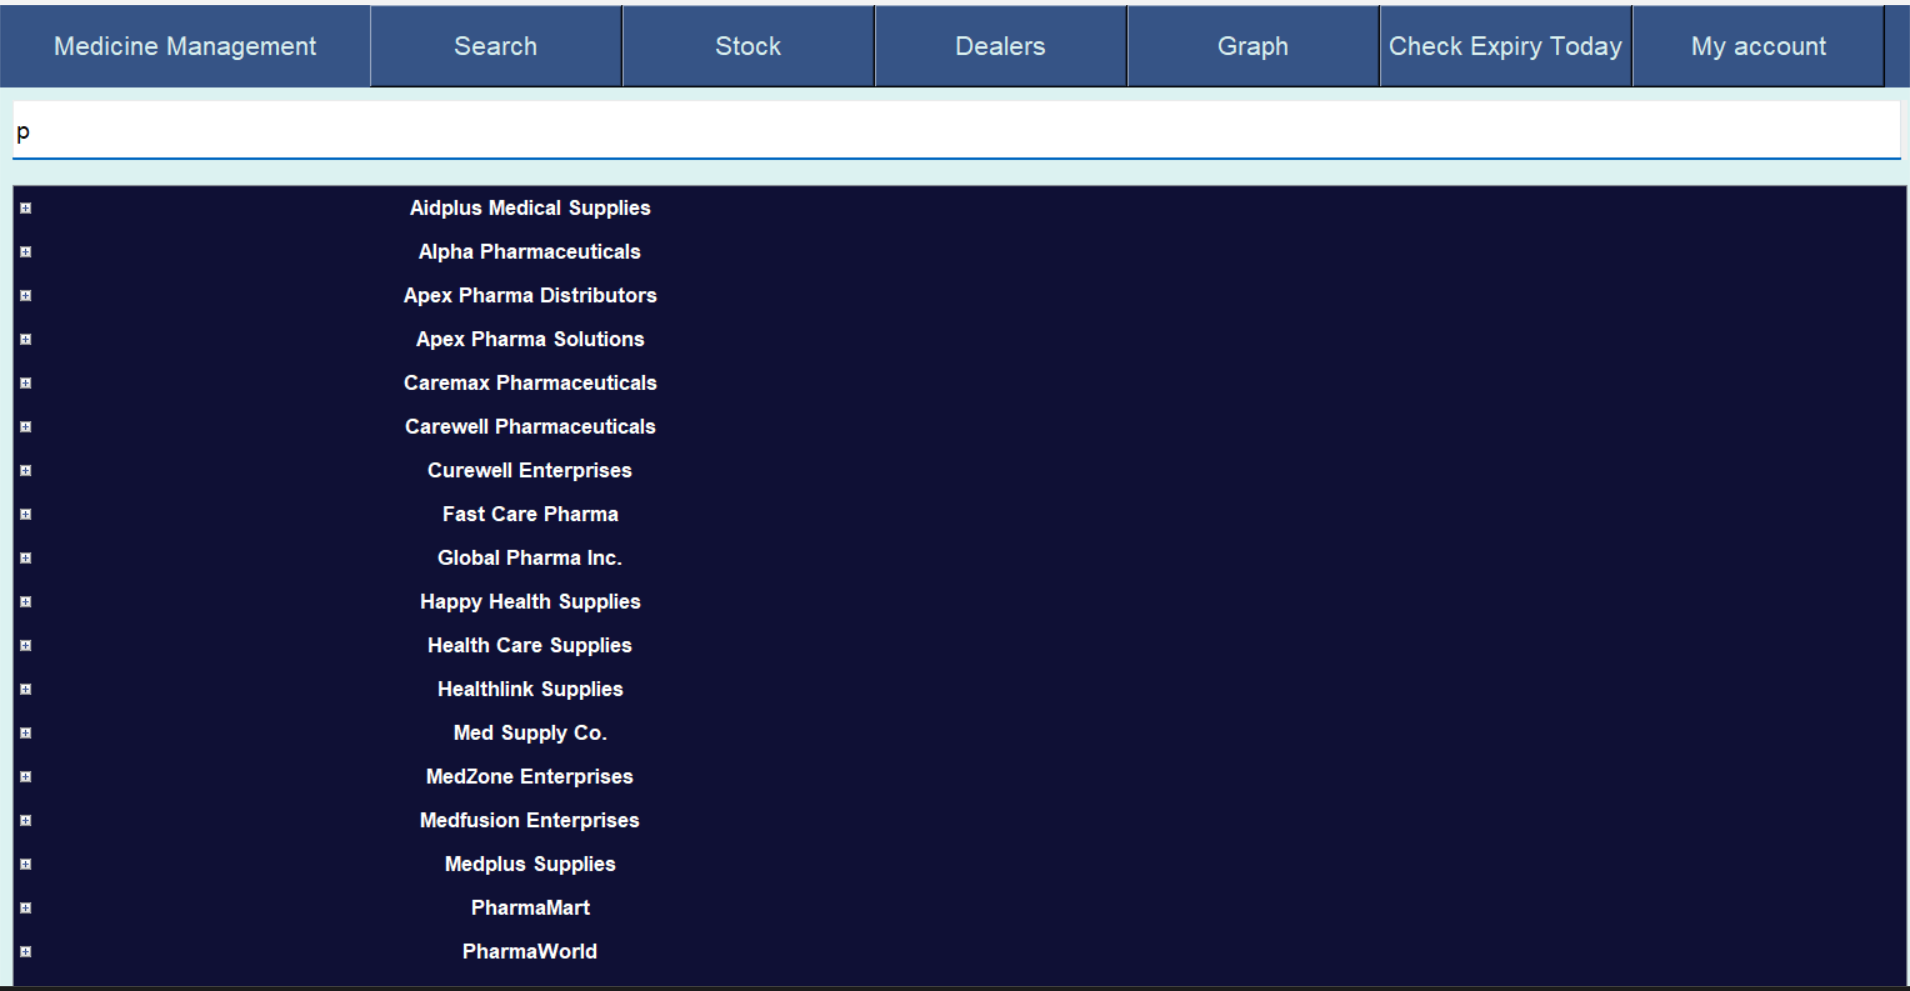 Medicine Management Search Stock Dealers Graph Check Expiry Today My account
p
Aidplus Medical Supplies
Alpha Pharmaceuticals
Apex Pharma Distributors
Apex Pharma Solutions
Caremax Pharmaceuticals
Carewell Pharmaceuticals
Curewell Enterprises
Fast Care Pharma
Global Pharma Inc.
Happy Health Supplies
Health Care Supplies
Healthlink Supplies
Med Supply Co.
MedZone Enterprises
Medfusion Enterprises
Medplus Supplies
PharmaMart
PharmaWorld